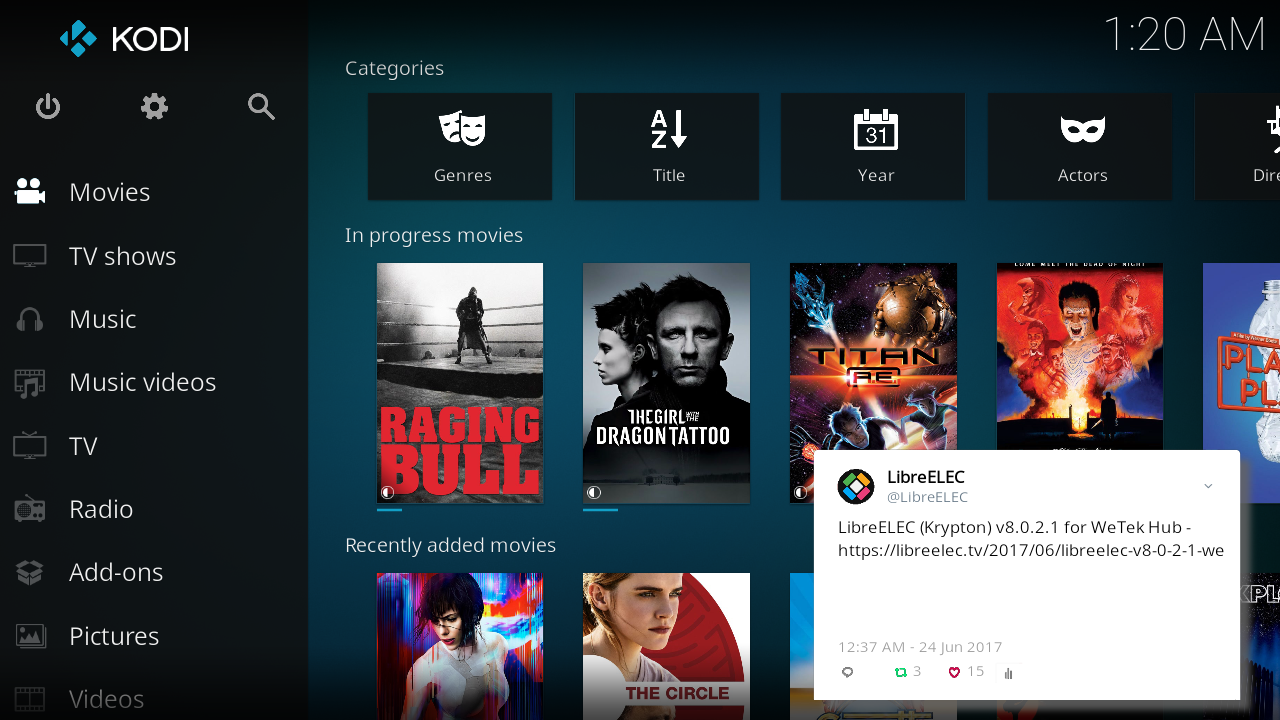 KODI
1:20 AM
Movies
TV shows
Music
Music videos
TV
Radio
Add-ons
Pictures
Videos
Categories
Genres
A
Z
Title
31
Year
Actors
Dire
In progress movies
RAGING
BULL
THE GIRL WITH THE
DRAGON TATTOO
TITAN
A.E.
COME MEET THE DEAD OF NIGHT
Recently added movies
THE CIRCLE
LibreELEC
@LibreELEC
LibreELEC (Krypton) v8.0.2.1 for WeTek Hub -
https://libreelec.tv/2017/06/libreelec-v8-0-2-1-we
12:37 AM - 24 Jun 2017
3
15